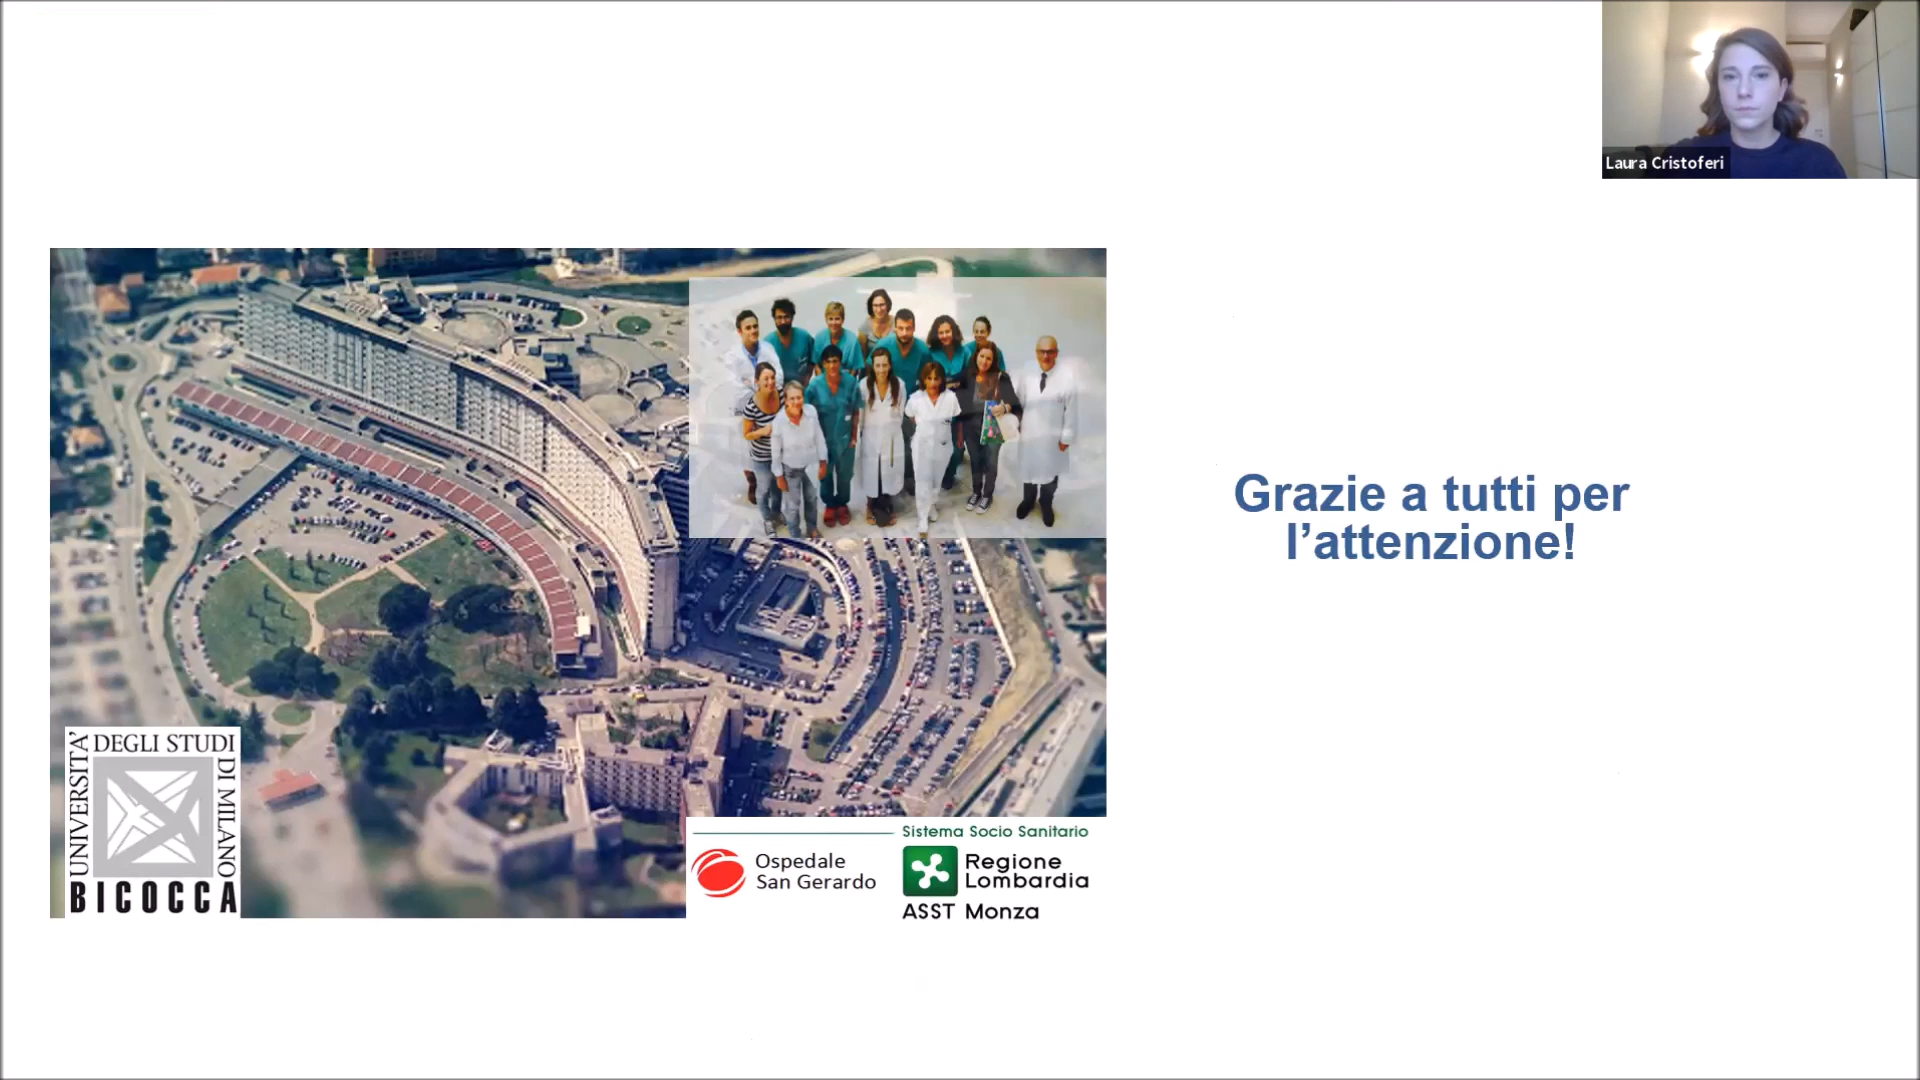 Laura Cristoferi
Grazie a tutti per
l’attenzione!
UNIVERSITA’
DEGLI STUDI
DI MILANO
BICOCCA
Ospedale
San Gerardo
Sistema Socio Sanitario
Regione
Lombardia
ASST Monza